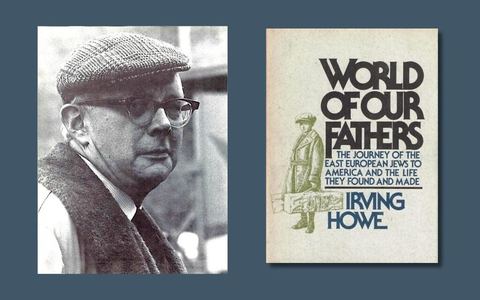 WORLD
OF OUR
FATHERS
THE JOURNEY OF THE
EAST EUROPEAN JEWS TO
AMERICA AND THE LIFE
THEY FOUND AND MADE
IRVING
HOWE